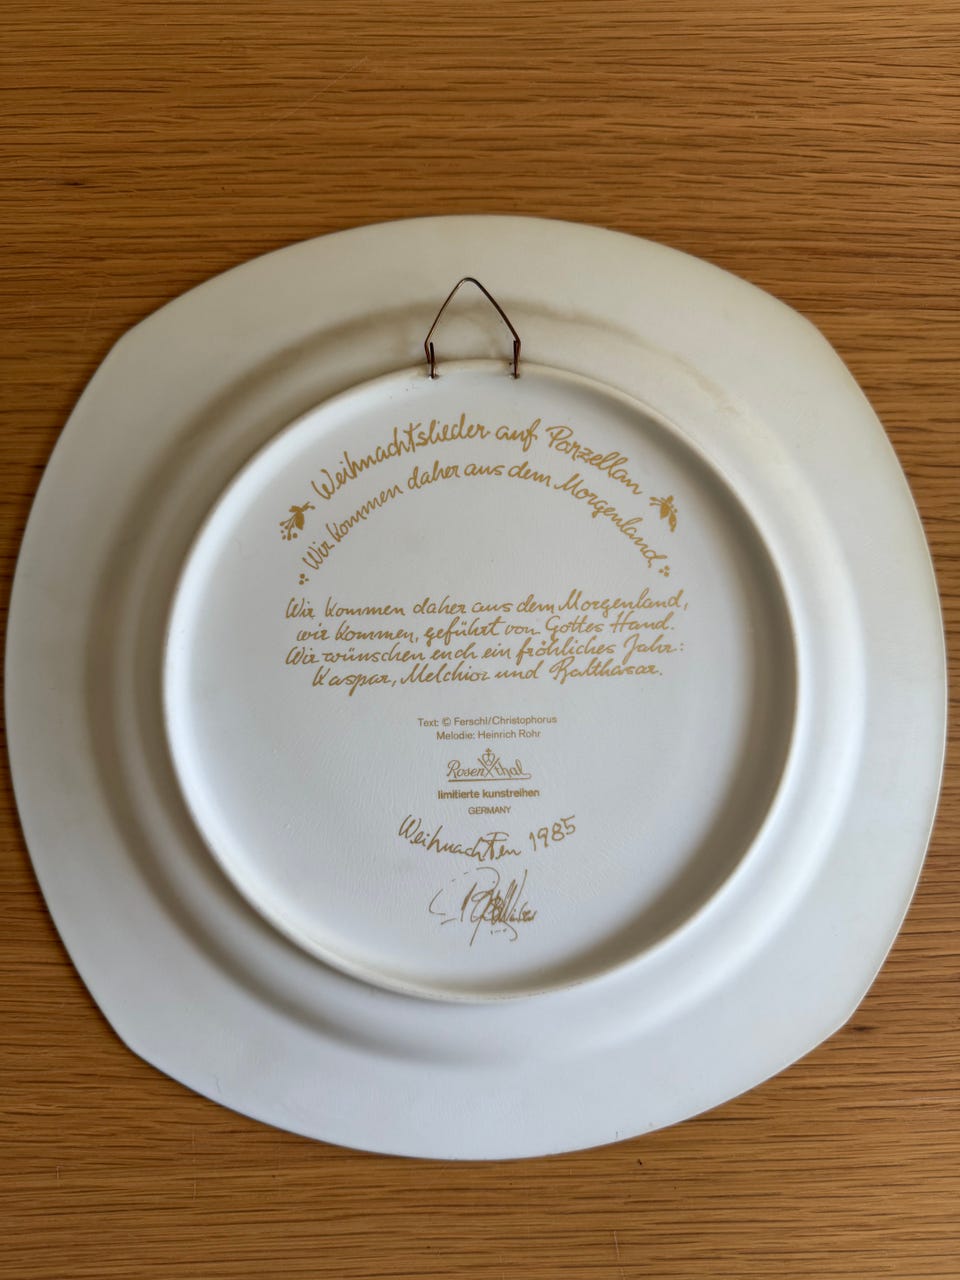 Weihnachtslieder auf Porzellan
Wir kommen daher aus dem Morgenland
Wir kommen daher aus dem Morgenland,
wir kommen, geführt von Gottes Hand.
Wir wünschen euch ein fröhliches Jahr:
Kaspar, Melchior und Balthasar.
Text: © Ferschl/Christophorus
Melodie: Heinrich Rohr
Rosenthal
limitierte kunstreihen
GERMANY
Weihnachten 1985